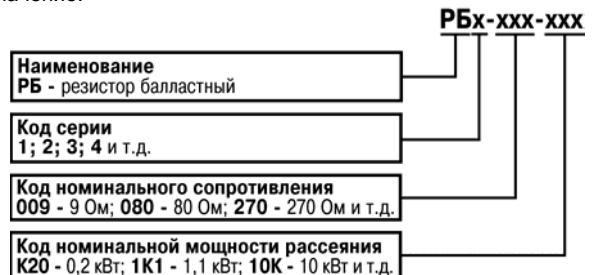 РБх-ххх-ххх
Наименование
РБ - резистор балластный
Код серии
1; 2; 3; 4 и т.д.
Код номинального сопротивления
009 - 9 Ом; 080 - 80 Ом; 270 - 270 Ом и т.д.
Код номинальной мощности рассеяния
К20 - 0,2 кВт; 1К1 - 1,1 кВт; 10К - 10 кВт и т.д.